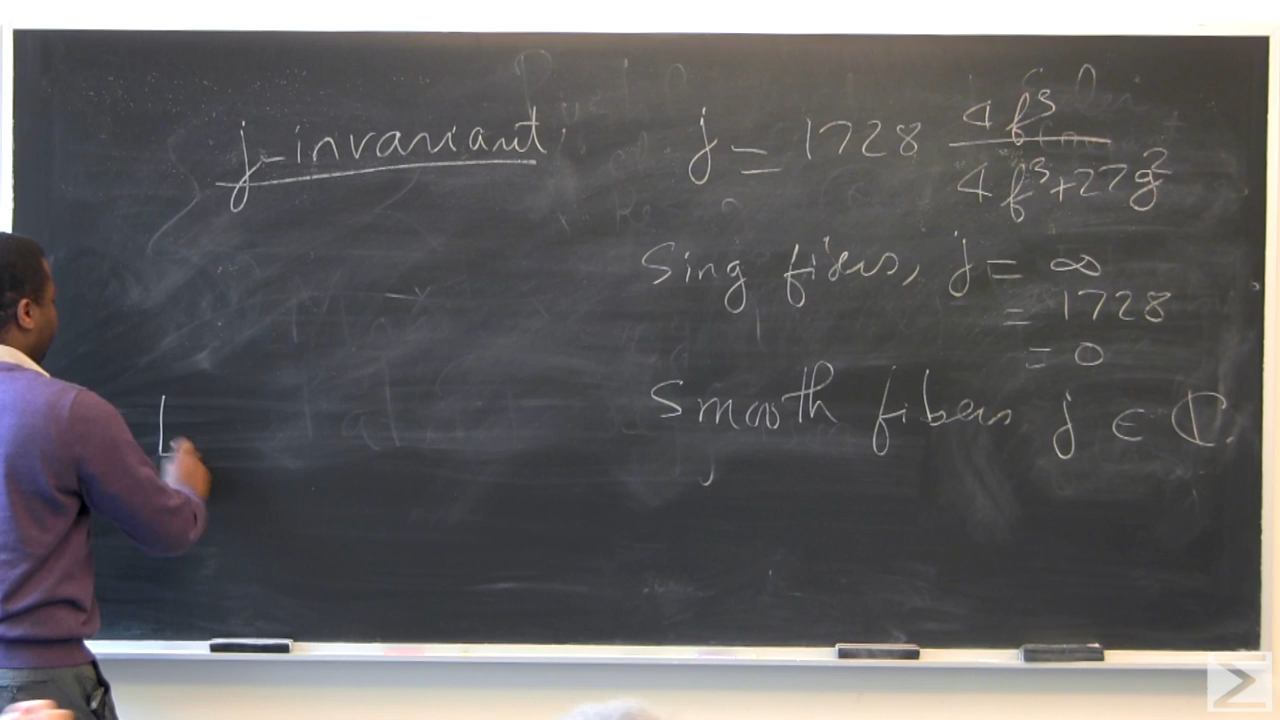 j-invariant, j = 1728 4f³ / 4f³+27g²
Sing fibers, j = ∞
= 1728
= 0
Smooth fibers j ∈ ℂ.
L
Σ